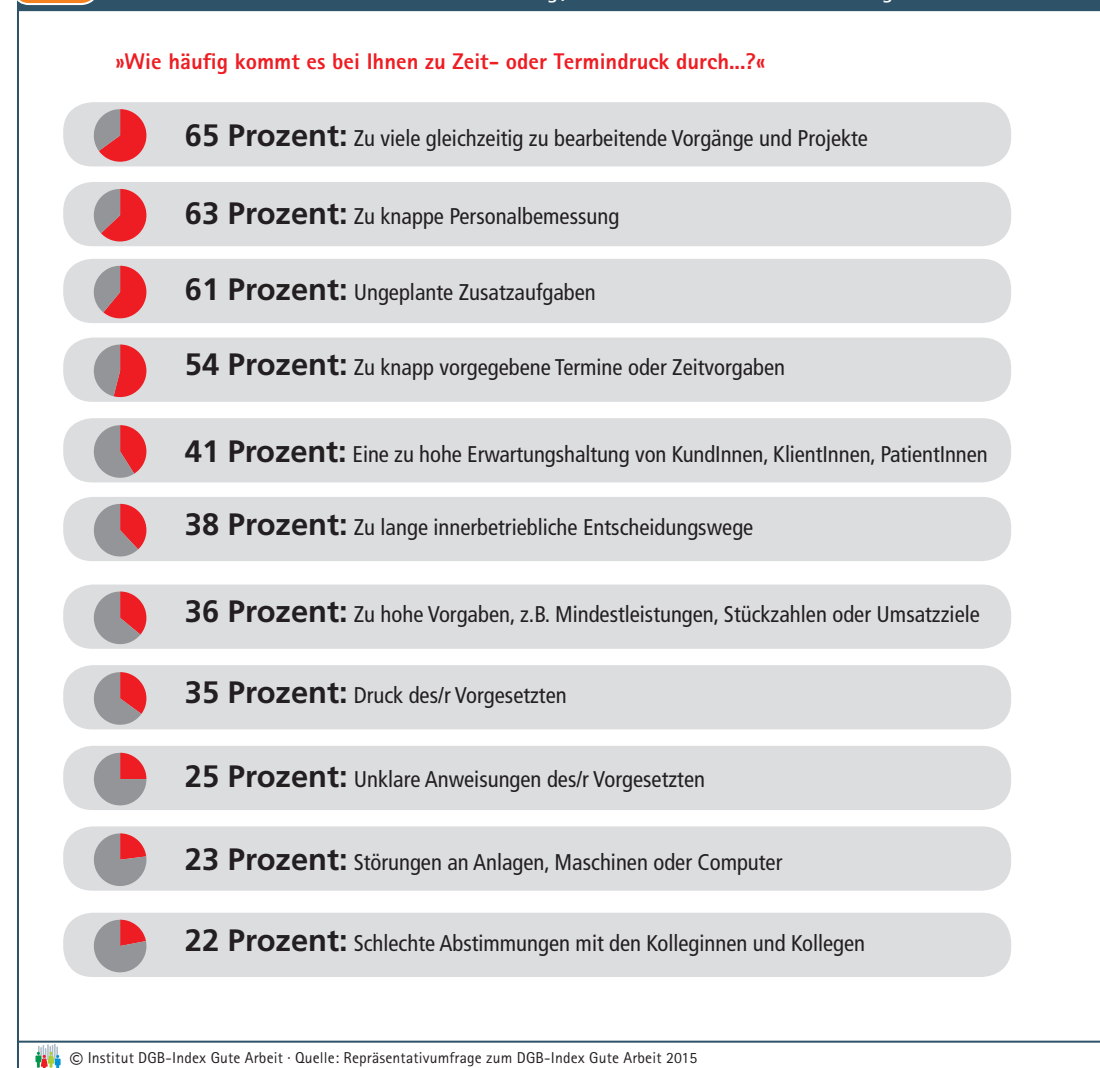 »Wie häufig kommt es bei Ihnen zu Zeit- oder Termindruck durch...?«
65 Prozent: Zu viele gleichzeitig zu bearbeitende Vorgänge und Projekte
63 Prozent: Zu knappe Personalbemessung
61 Prozent: Ungeplante Zusatzaufgaben
54 Prozent: Zu knapp vorgegebene Termine oder Zeitvorgaben
41 Prozent: Eine zu hohe Erwartungshaltung von KundInnen, KlientInnen, PatientInnen
38 Prozent: Zu lange innerbetriebliche Entscheidungswege
36 Prozent: Zu hohe Vorgaben, z.B. Mindestleistungen, Stückzahlen oder Umsatzziele
35 Prozent: Druck des/r Vorgesetzten
25 Prozent: Unklare Anweisungen des/r Vorgesetzten
23 Prozent: Störungen an Anlagen, Maschinen oder Computer
22 Prozent: Schlechte Abstimmungen mit den Kolleginnen und Kollegen
© Institut DGB-Index Gute Arbeit · Quelle: Repräsentativumfrage zum DGB-Index Gute Arbeit 2015